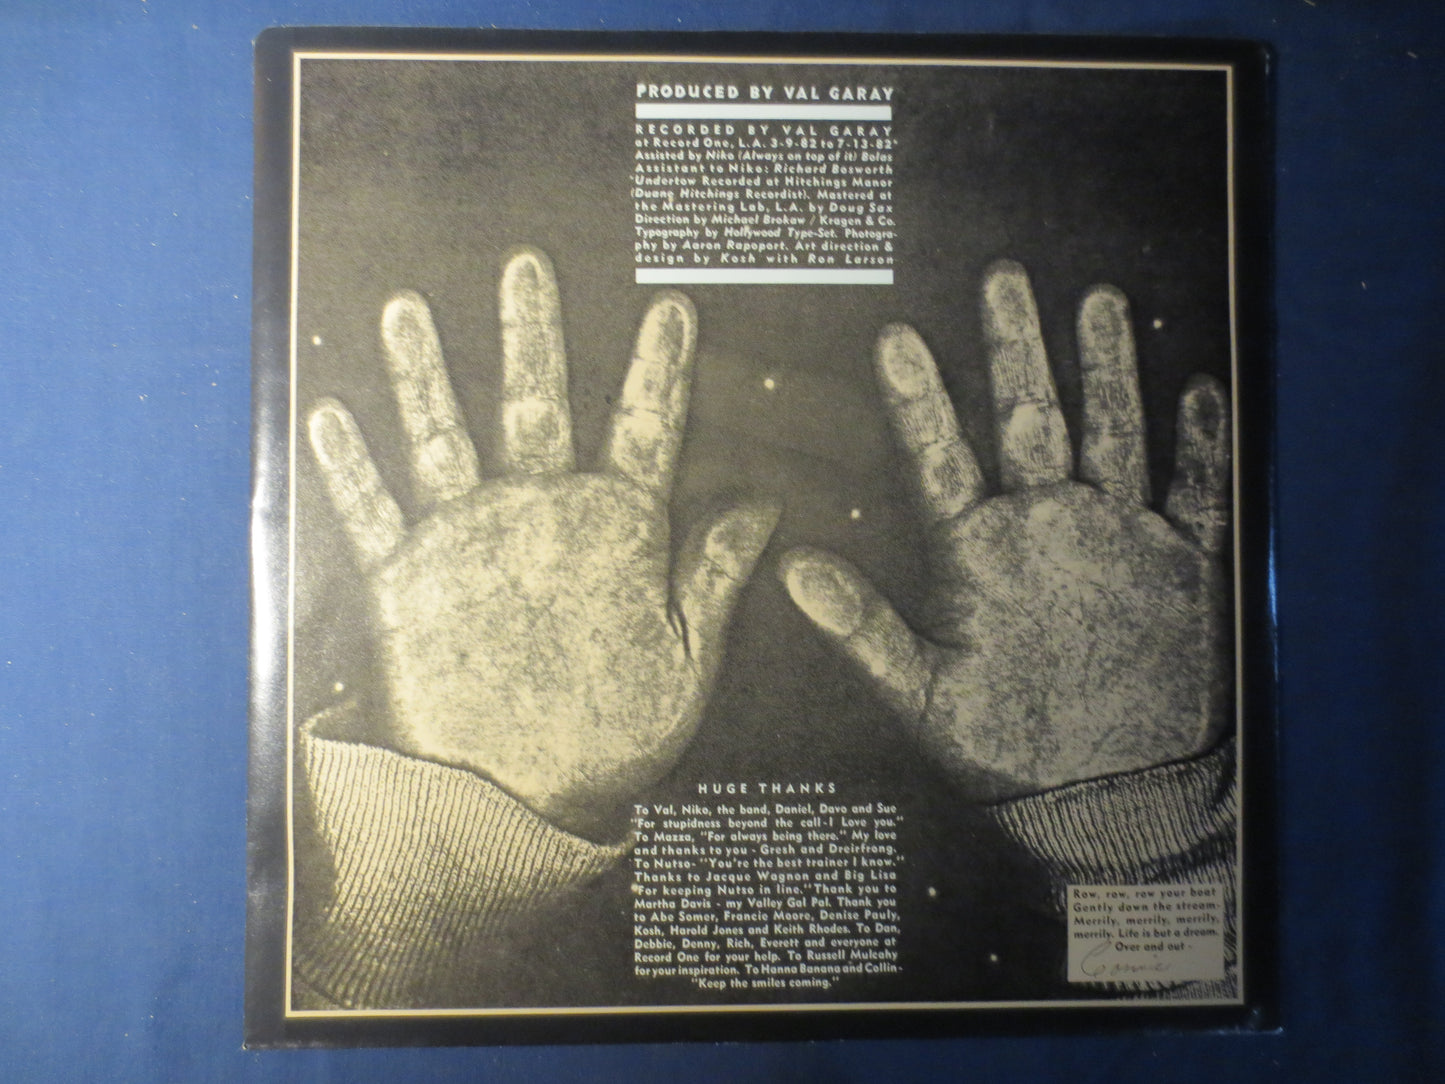 PRODUCED BY VAL GARAY
RECORDED BY VAL GARAY
at Record One, L.A. 3-9-82 to 7-13-82*
Assisted by Niko (Always on top of it) Bolas
Assistant to Niko: Richard Bosworth
*Undertow Recorded at Hitchings Manor
(Duane Hitchings Recordist). Mastered at
the Mastering Lab, L.A. by Doug Sax
Direction by Michael Brokaw / Kragen & Co.
Typography by Hollywood Type-Set. Photogra-
phy by Aaron Rapoport. Art direction &
design by Kosh with Ron Larson
HUGE THANKS
To Val, Niko, the band, Daniel, Davo and Sue
"For stupidness beyond the call-I Love you."
To Mazza, "For always being there." My love
and thanks to you - Gresh and Dreirfrong.
To Nutso- "You're the best trainer I know."
Thanks to Jacque Wagnon and Big Lisa
"For keeping Nutso in line." Thank you to
Martha Davis - my Valley Gal Pal. Thank you
to Abe Somer, Francie Moore, Denise Pauly,
Kosh, Harold Jones and Keith Rhodes. To Dan,
Debbie, Denny, Rich, Everett and everyone at
Record One for your help. To Russell Mulcahy
for your inspiration. To Hanna Banana and Collin-
"Keep the smiles coming."
Row, row, row your boat
Gently down the stream-
Merrily, merrily, merrily,
merrily. Life is but a dream.
Over and out -
Connie